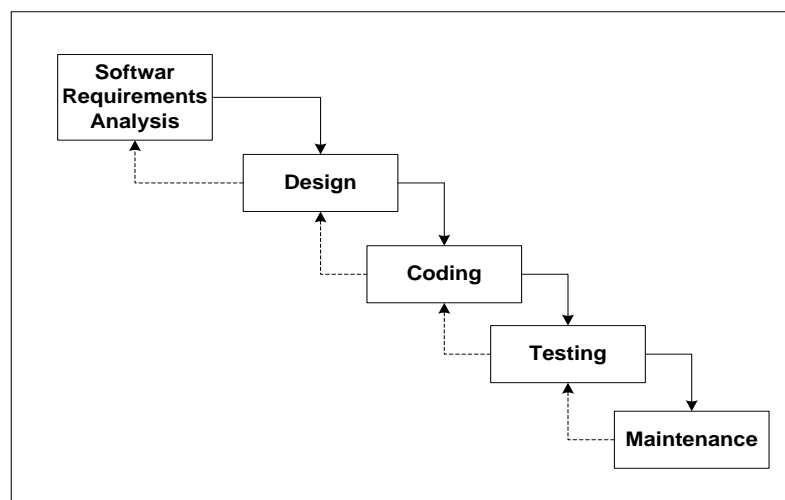 Softwar
Requirements
Analysis
Design
Coding
Testing
Maintenance